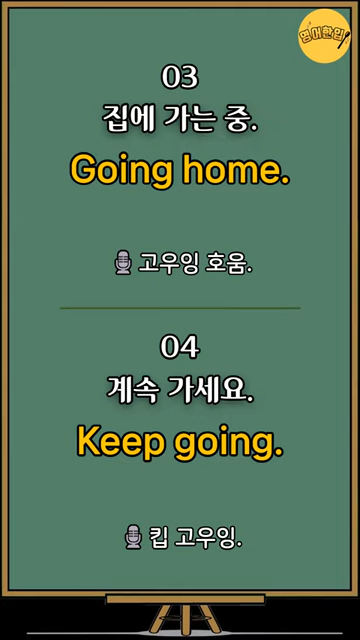 영어한입
03
집에 가는 중.
Going home.
고우잉 호움.
04
계속 가세요.
Keep going.
킵 고우잉.